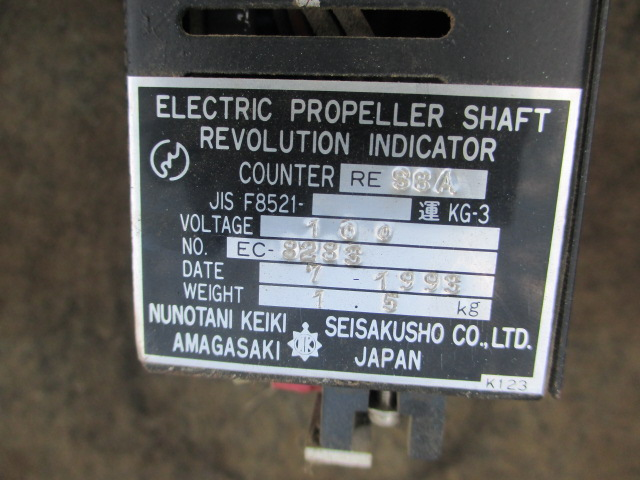 ELECTRIC PROPELLER SHAFT
REVOLUTION INDICATOR
COUNTER RE 88A
JIS F8521- 運 KG-3
VOLTAGE 100
NO. EC-8283
DATE 7 - 1993
WEIGHT 1.5 kg
NUNOTANI KEIKI SEISAKUSHO CO., LTD.
AMAGASAKI JAPAN
K123